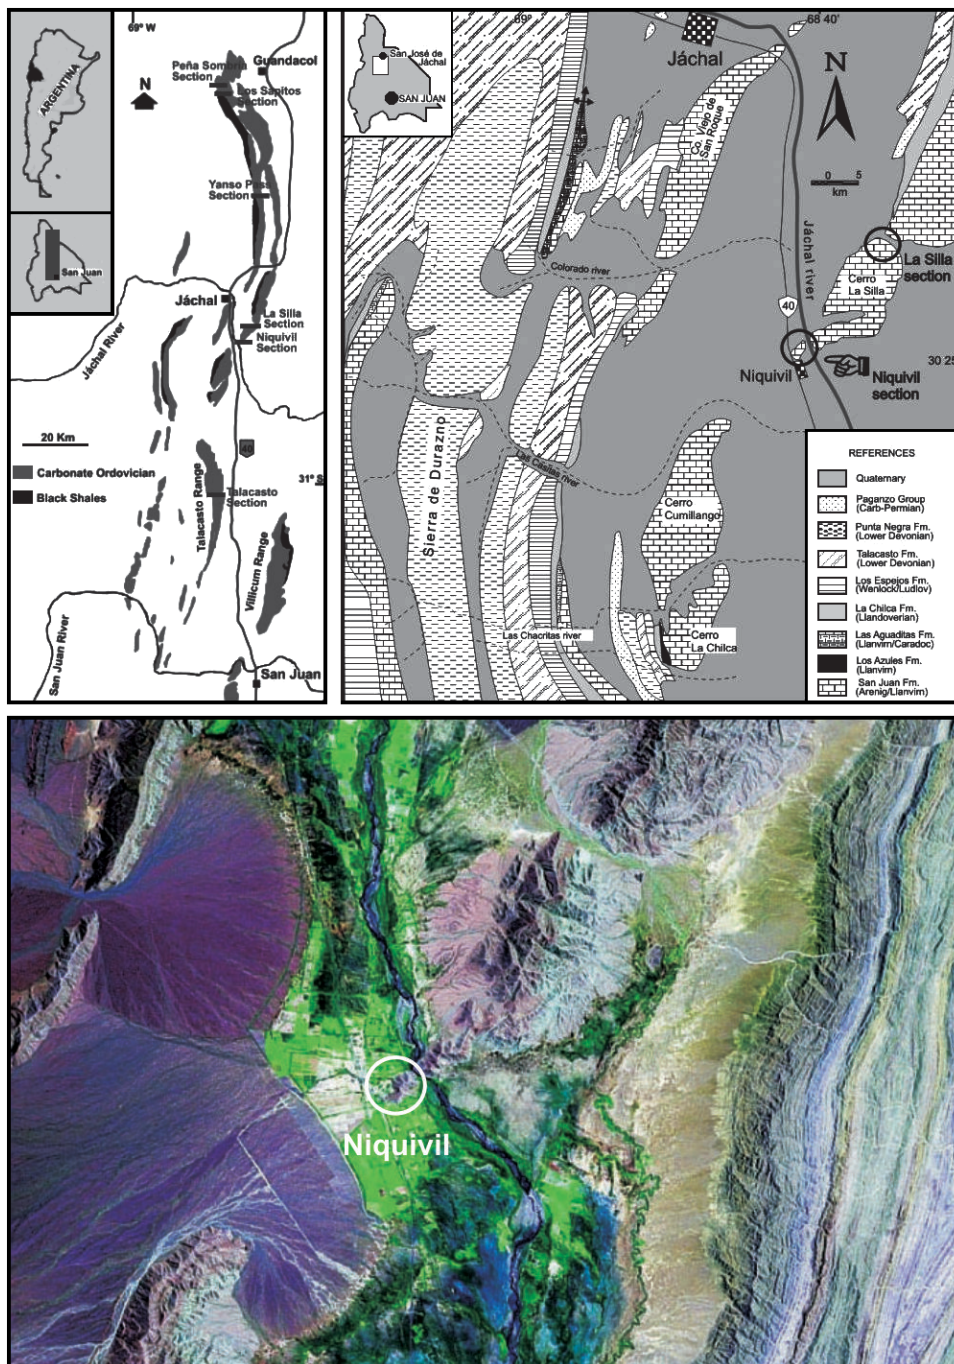 69° W
ARGENTINA
San Juan
N
Peña Sombría
Section
Guandacol
Los Sapitos
Section
Yanso Pass
Section
Jáchal
La Silla
Section
Niquivil
Section
Jáchal River
20 Km
Carbonate Ordovician
Black Shales
40
31° S
Talacasto Range
Talacasto
Section
Villicum Range
San Juan River
San Juan
San José de
Jáchal
SAN JUAN
69°
68 40'
Jáchal
N
0 5
km
Co. Viejo de
San Roque
Jáchal river
Colorado river
La Silla
section
Cerro
La Silla
40
Niquivil
30 25
Niquivil
section
Sierra de Durazno
Las Casitas river
Cerro
Cumillango
Las Chacritas river
Cerro
La Chilca
REFERENCES
Quaternary
Paganzo Group
(Carb-Permian)
Punta Negra Fm.
(Lower Devonian)
Talacasto Fm.
(Lower Devonian)
Los Espejos Fm.
(Wenlock/Ludlov)
La Chilca Fm.
(Llandoverian)
Las Aguaditas Fm.
(Llanvirn/Caradoc)
Los Azules Fm.
(Llanvirn)
San Juan Fm.
(Arenig/Llanvirn)
Niquivil